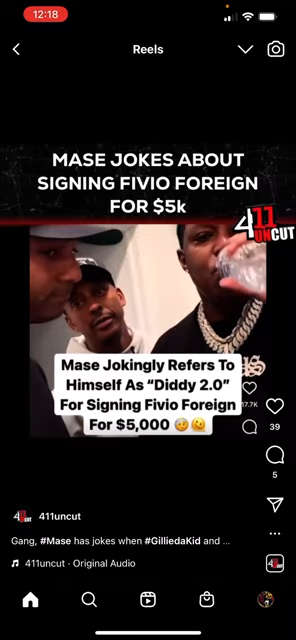 12:18
Reels
MASE JOKES ABOUT
SIGNING FIVIO FOREIGN
FOR $5k
411
UNCUT
Mase Jokingly Refers To
Himself As “Diddy 2.0”
For Signing Fivio Foreign
For $5,000 🤕🫠
17.7K
39
5
411uncut
Gang, #Mase has jokes when #GilliedaKid and ...
411uncut · Original Audio